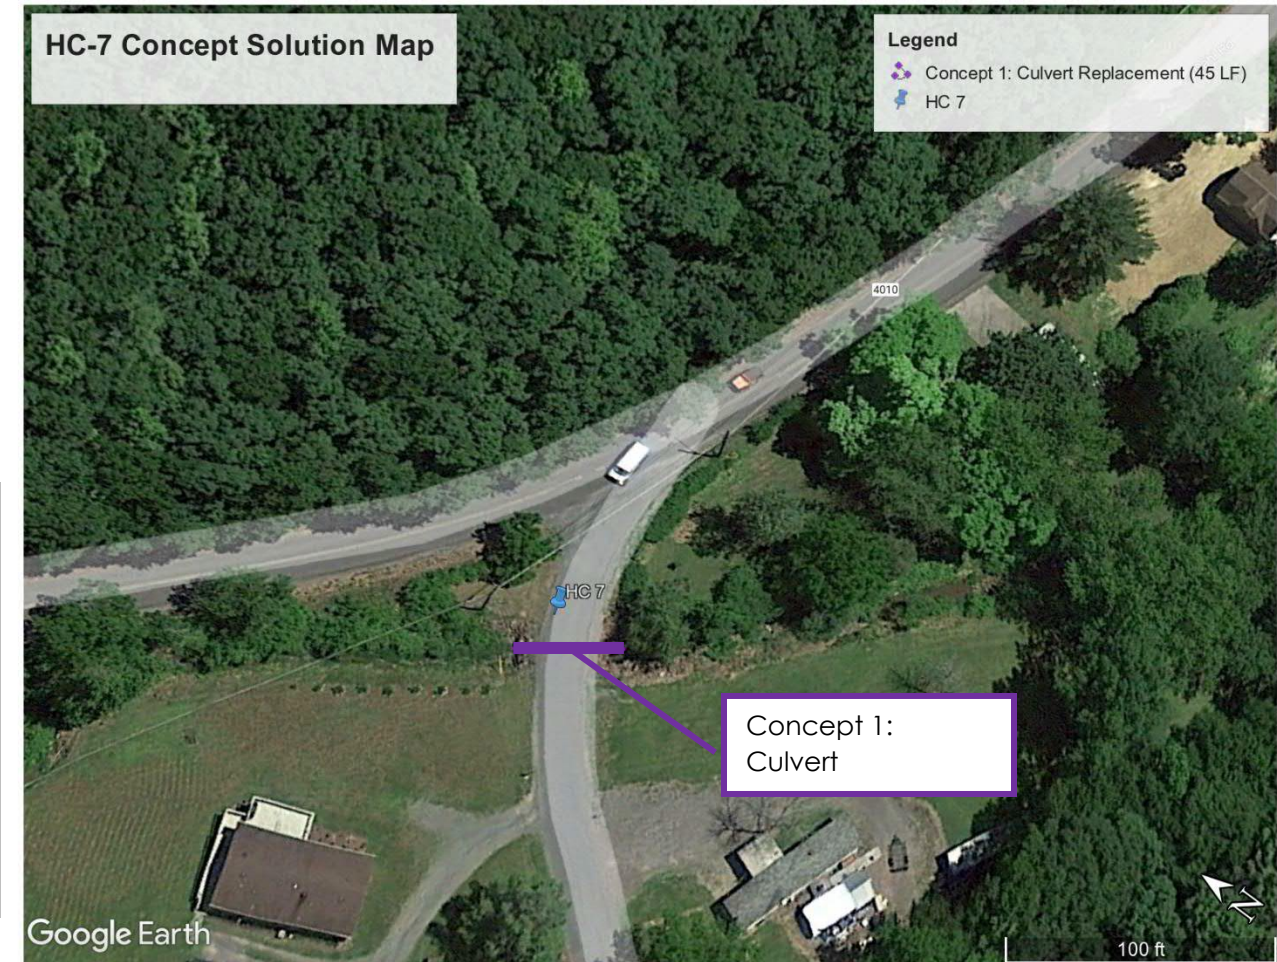 HC-7 Concept Solution Map
Legend
Concept 1: Culvert Replacement (45 LF)
HC 7
4010
HC 7
Concept 1:
Culvert
N
Google Earth
100 ft